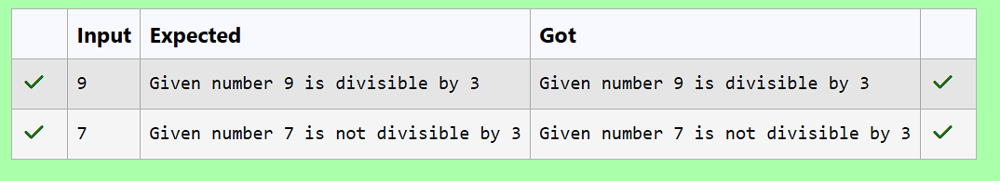 Input Expected Got
9 Given number 9 is divisible by 3 Given number 9 is divisible by 3
7 Given number 7 is not divisible by 3 Given number 7 is not divisible by 3